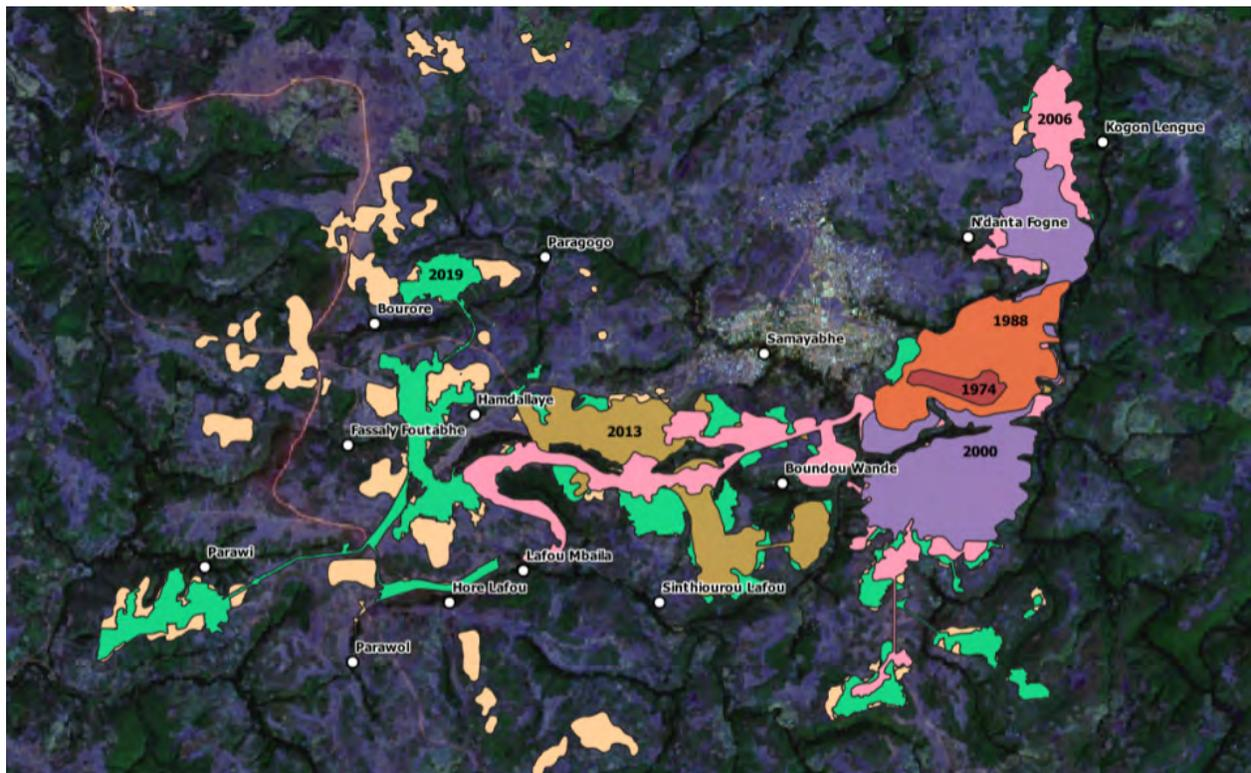 2006
Kogon Lengue
N'danta Fogne
Paragogo
2019
Bourore
1988
Samayabhe
1974
Hamdallaye
Fassaly Foutabhe
2013
2000
Boundou Wande
Parawi
Lafou Mbaila
Hore Lafou
Sinthiourou Lafou
Parawol